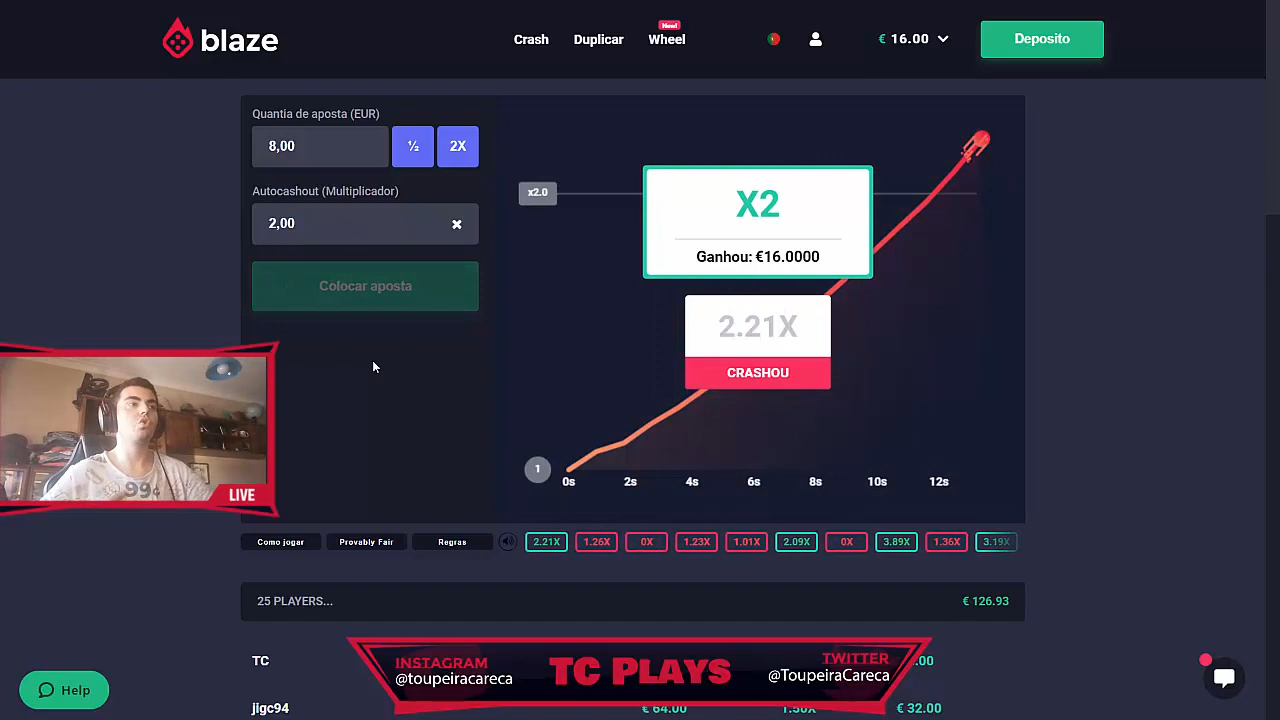 blaze
Crash
Duplicar
New!
Wheel
€ 16.00
Deposito
Quantia de aposta (EUR)
8,00
½
2X
Autocashout (Multiplicador)
2,00
Colocar aposta
x2.0
X2
Ganhou: €16.0000
2.21X
CRASHOU
1
0s 2s 4s 6s 8s 10s 12s
99
LIVE
Como jogar
Provably Fair
Regras
2.21X 1.26X 0X 1.23X 1.01X 2.09X 0X 3.89X 1.36X 3.19X
25 PLAYERS...
€ 126.93
TC
.00
INSTAGRAM
@toupeiracareca
TC PLAYS
TWITTER
@ToupeiraCareca
Help
jigc94
€ 64.00
1.50X
€ 32.00